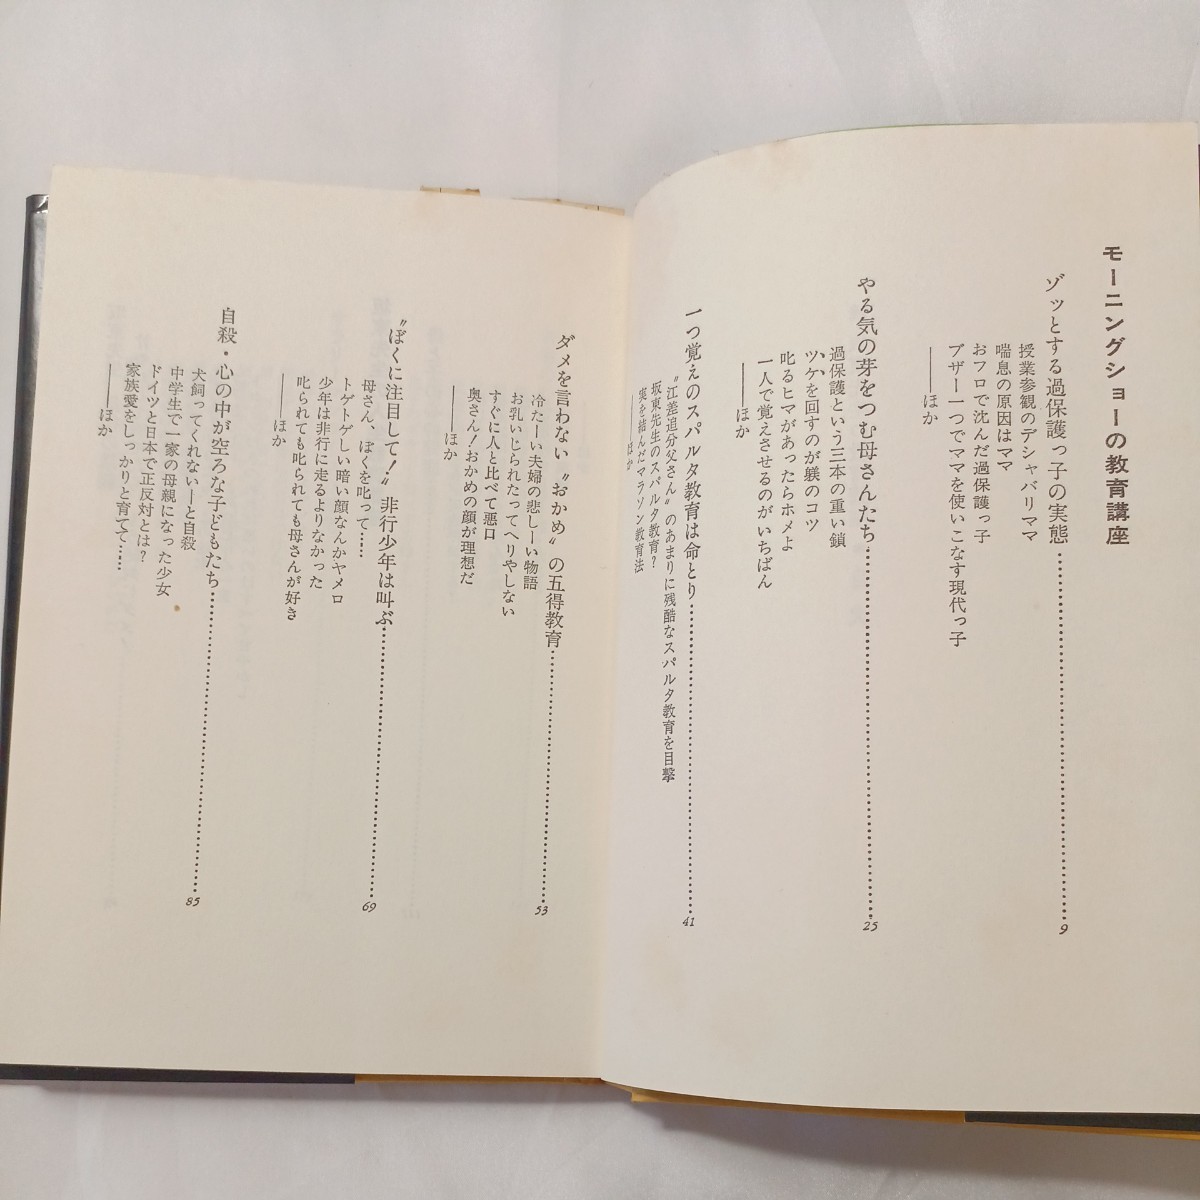 モーニングショーの教育講座
ゾッとする過保護っ子の実態……………………9
授業参観のデシャバリママ
喘息の原因はママ
おフロで沈んだ過保護っ子
ブザー一つでママを使いこなす現代っ子
――ほか
やる気の芽をつむ母さんたち……………………25
過保護という三本の重い鎖
ツケを回すのが躾のコツ
叱るヒマがあったらホメよ
一人で覚えさせるのがいちばん
――ほか
一つ覚えのスパルタ教育は命とり……………………41
〝江差追分父さん〟のあまりに残酷なスパルタ教育を目撃
坂東先生のスパルタ教育?
実を結んだマラソン教育法
――ほか
ダメを言わない〝おかめ〟の五得教育……………………53
冷たーい夫婦の悲しーい物語
お乳いじられたってヘりやしない
すぐに人と比べて悪口
奥さん!おかめの顔が理想だ
――ほか
〝ぼくに注目して!〟非行少年は叫ぶ……………………69
母さん、ぼくを叱って……
トゲトゲしい暗い顔なんかヤメロ
少年は非行に走るよりなかった
叱られても叱られても母さんが好き
――ほか
自殺・心の中が空ろな子どもたち……………………85
犬飼ってくれない―と自殺
中学生で一家の母親になった少女
ドイツと日本で正反対とは?
家族愛をしっかりと育て……
――ほか